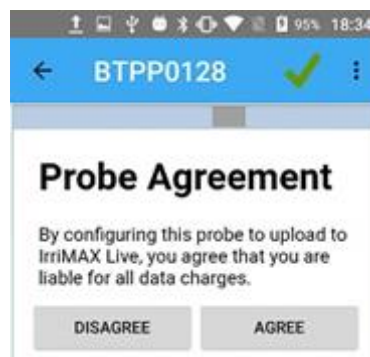 95% 18:34
BTPP0128
Probe Agreement
By configuring this probe to upload to
IrriMAX Live, you agree that you are
liable for all data charges.
DISAGREE AGREE